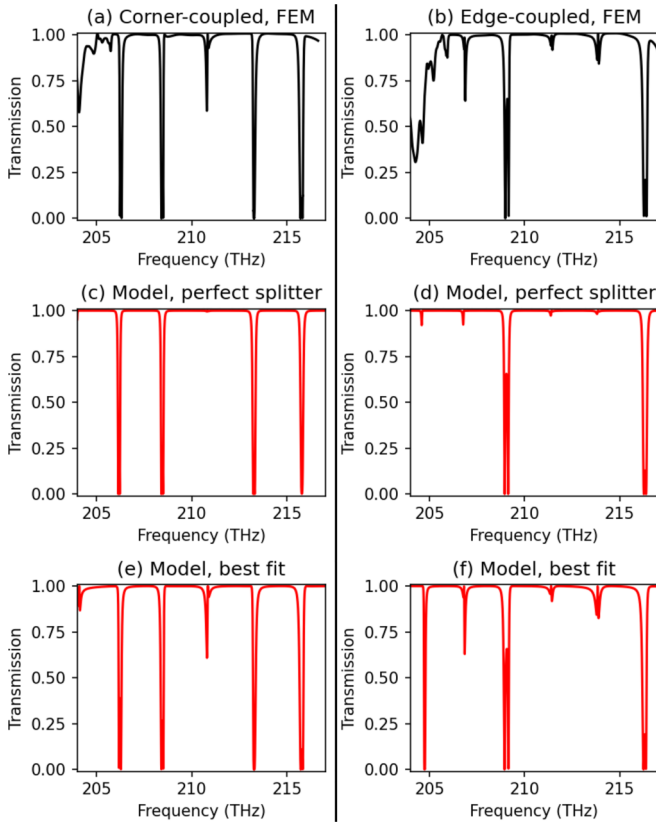 (a) Corner-coupled, FEM
1.00
0.75
0.50
0.25
0.00
Transmission
205 210 215
Frequency (THz)
(b) Edge-coupled, FEM
1.00
0.75
0.50
0.25
0.00
Transmission
205 210 215
Frequency (THz)
(c) Model, perfect splitter
1.00
0.75
0.50
0.25
0.00
Transmission
205 210 215
Frequency (THz)
(d) Model, perfect splitter
1.00
0.75
0.50
0.25
0.00
Transmission
205 210 215
Frequency (THz)
(e) Model, best fit
1.00
0.75
0.50
0.25
0.00
Transmission
205 210 215
Frequency (THz)
(f) Model, best fit
1.00
0.75
0.50
0.25
0.00
Transmission
205 210 215
Frequency (THz)